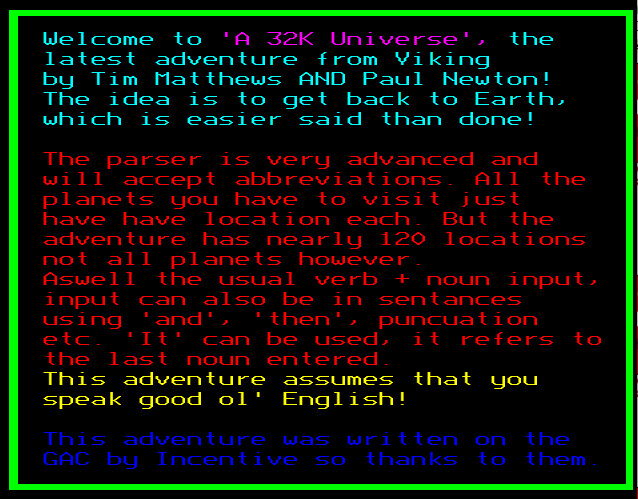 Welcome to 'A 32K Universe', the
latest adventure from Viking
by Tim Matthews AND Paul Newton!
The idea is to get back to Earth,
which is easier said than done!
The parser is very advanced and
will accept abbreviations. All the
planets you have to visit just
have have location each. But the
adventure has nearly 120 locations
not all planets however.
Aswell the usual verb + noun input,
input can also be in sentances
using 'and', 'then', puncuation
etc. 'It' can be used, it refers to
the last noun entered.
This adventure assumes that you
speak good ol' English!
This adventure was written on the
GAC by Incentive so thanks to them.